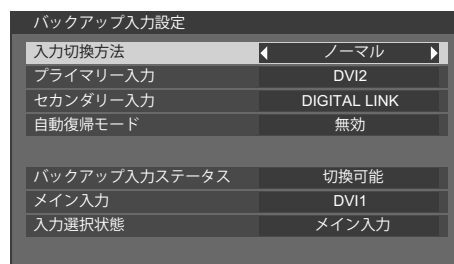 バックアップ入力設定
入力切換方法 ノーマル
プライマリー入力 DVI2
セカンダリー入力 DIGITAL LINK
自動復帰モード 無効
バックアップ入力ステータス 切換可能
メイン入力 DVI1
入力選択状態 メイン入力